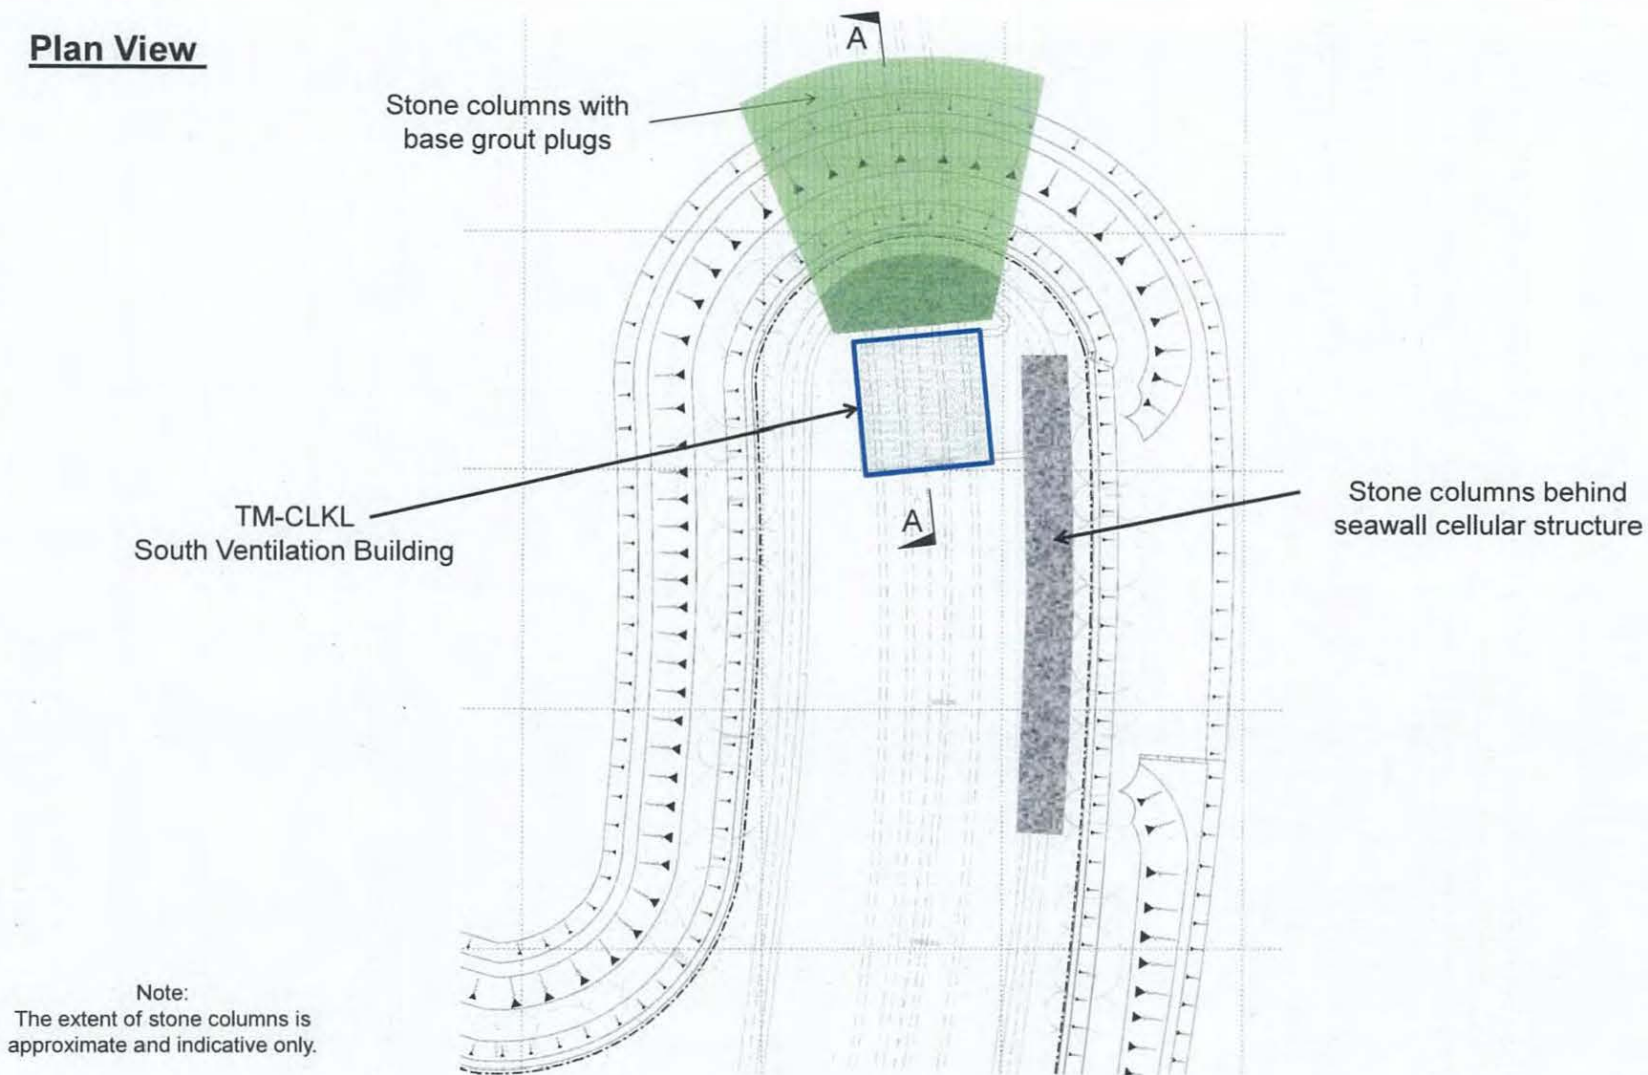 Plan View
A
Stone columns with
base grout plugs
TM-CLKL
South Ventilation Building
A
Stone columns behind
seawall cellular structure
Note:
The extent of stone columns is
approximate and indicative only.